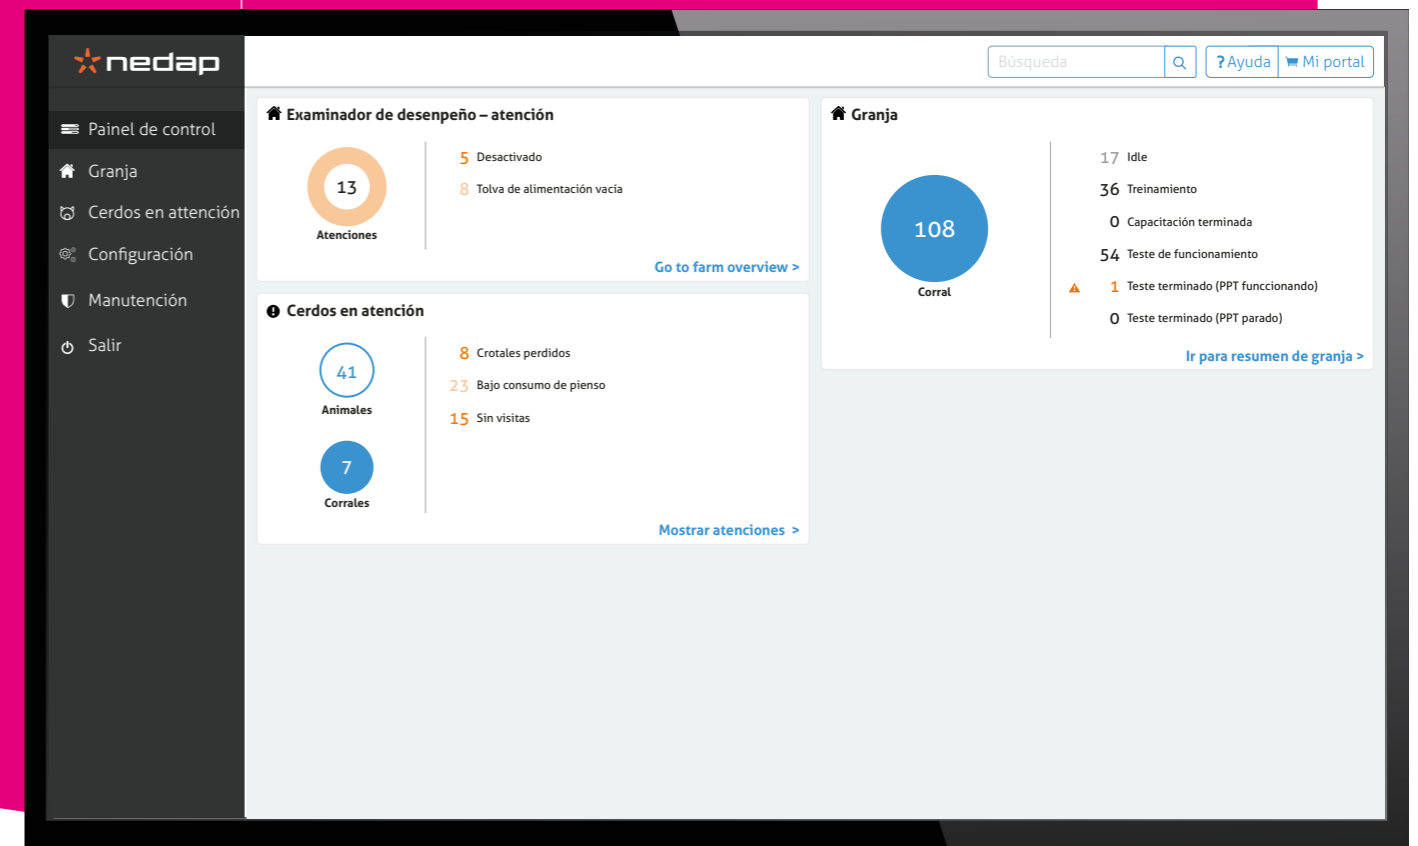 nedap
Búsqueda
?Ayuda
Mi portal
Painel de control
Granja
Cerdos en attención
Configuración
Manutención
Salir
Examinador de desenpeño – atención
13
Atenciones
5 Desactivado
8 Tolva de alimentación vacía
Go to farm overview >
Cerdos en atención
41
Animales
7
Corrales
8 Crotales perdidos
23 Bajo consumo de pienso
15 Sin visitas
Mostrar atenciones >
Granja
108
Corral
17 Idle
36 Treinamiento
0 Capacitación terminada
54 Teste de funcionamiento
1 Teste terminado (PPT funccionando)
0 Teste terminado (PPT parado)
Ir para resumen de granja >